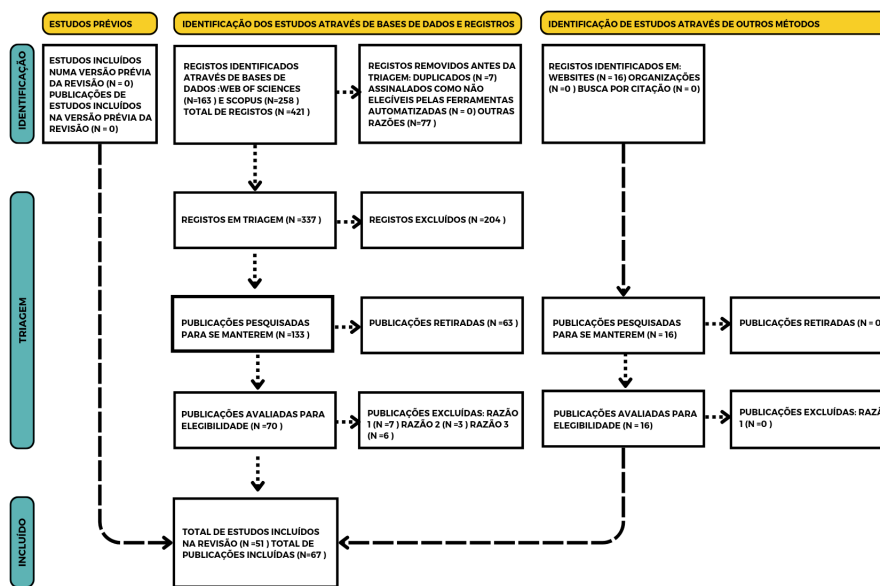 ESTUDOS PRÉVIOS
IDENTIFICAÇÃO DOS ESTUDOS ATRAVÉS DE BASES DE DADOS E REGISTROS
IDENTIFICAÇÃO DE ESTUDOS ATRAVÉS DE OUTROS MÉTODOS
IDENTIFICAÇÃO
ESTUDOS INCLUÍDOS
NUMA VERSÃO PRÉVIA
DA REVISÃO (N = 0)
PUBLICAÇÕES DE
ESTUDOS INCLUÍDOS
NA VERSÃO PRÉVIA DA
REVISÃO (N = 0)
REGISTOS IDENTIFICADOS
ATRAVÉS DE BASES DE
DADOS :WEB OF SCIENCES
(N=163 ) E SCOPUS (N=258 )
TOTAL DE REGISTOS (N =421 )
REGISTOS REMOVIDOS ANTES DA
TRIAGEM: DUPLICADOS (N =7)
ASSINALADOS COMO NÃO
ELEGÍVEIS PELAS FERRAMENTAS
AUTOMATIZADAS (N = 0) OUTRAS
RAZÕES (N=77 )
REGISTOS IDENTIFICADOS EM:
WEBSITES (N = 16) ORGANIZAÇÕES
(N =0 ) BUSCA POR CITAÇÃO (N = 0)
TRIAGEM
REGISTOS EM TRIAGEM (N =337 )
REGISTOS EXCLUÍDOS (N =204 )
PUBLICAÇÕES PESQUISADAS
PARA SE MANTEREM (N =133 )
PUBLICAÇÕES RETIRADAS (N =63 )
PUBLICAÇÕES PESQUISADAS
PARA SE MANTEREM (N = 16)
PUBLICAÇÕES RETIRADAS (N = 0
PUBLICAÇÕES AVALIADAS PARA
ELEGIBILIDADE (N =70 )
PUBLICAÇÕES EXCLUÍDAS: RAZÃO
1 (N =7 ) RAZÃO 2 (N =3 ) RAZÃO 3
(N =6 )
PUBLICAÇÕES AVALIADAS PARA
ELEGIBILIDADE (N = 16)
PUBLICAÇÕES EXCLUÍDAS:
1 (N =0 )
INCLUÍDO
TOTAL DE ESTUDOS INCLUÍDOS
NA REVISÃO (N =51 ) TOTAL DE
PUBLICAÇÕES INCLUÍDAS (N=67 )